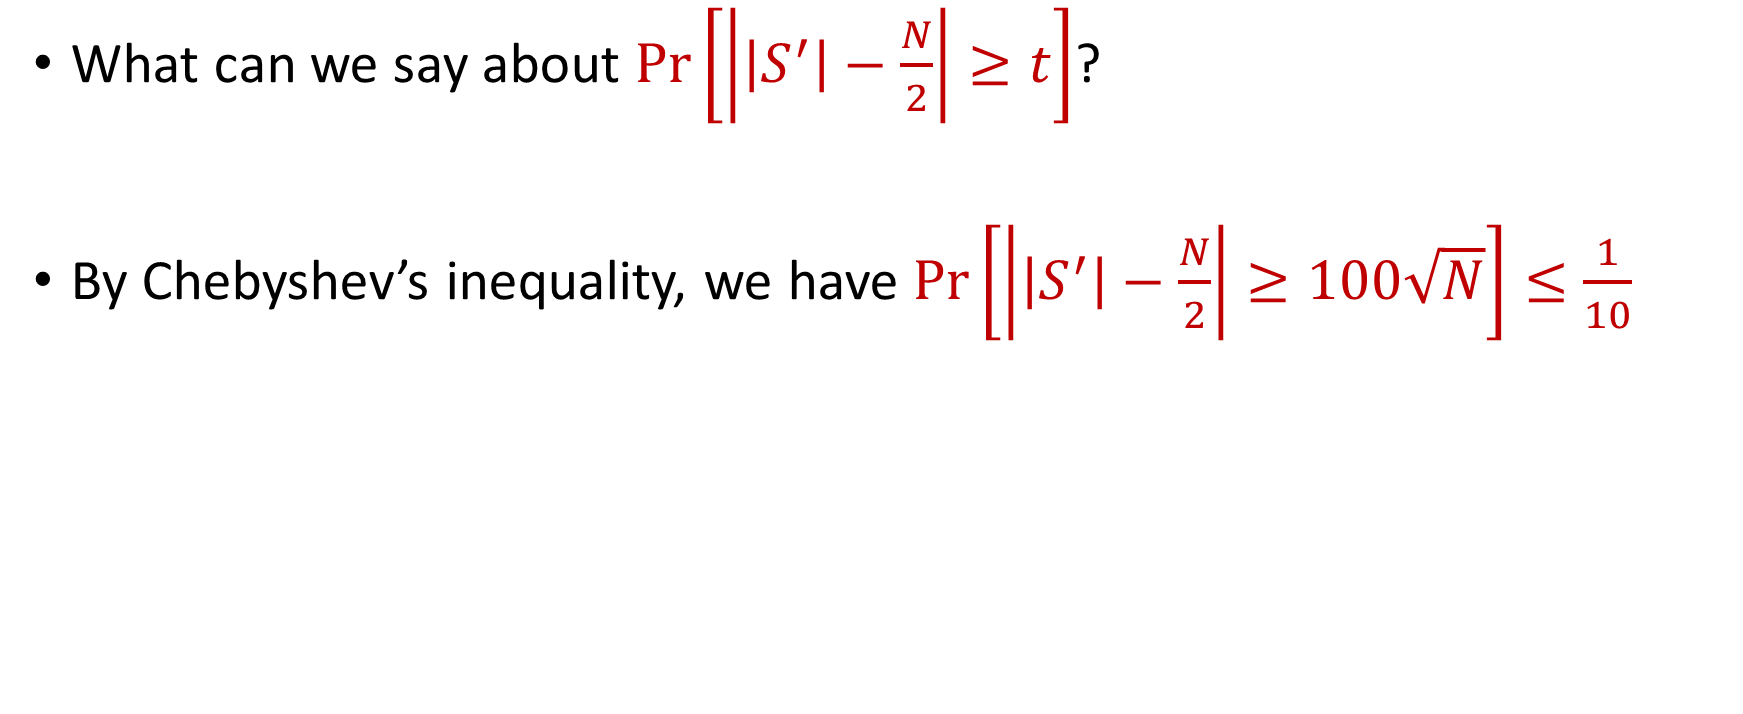 • What can we say about Pr[||S′| − N/2| ≥ t]?
• By Chebyshev’s inequality, we have Pr[||S′| − N/2| ≥ 100√N] ≤ 1/10